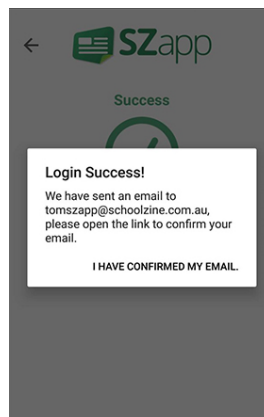 SZapp
Success
Login Success!
We have sent an email to
tomszapp@schoolzine.com.au,
please open the link to confirm your
email.
I HAVE CONFIRMED MY EMAIL.